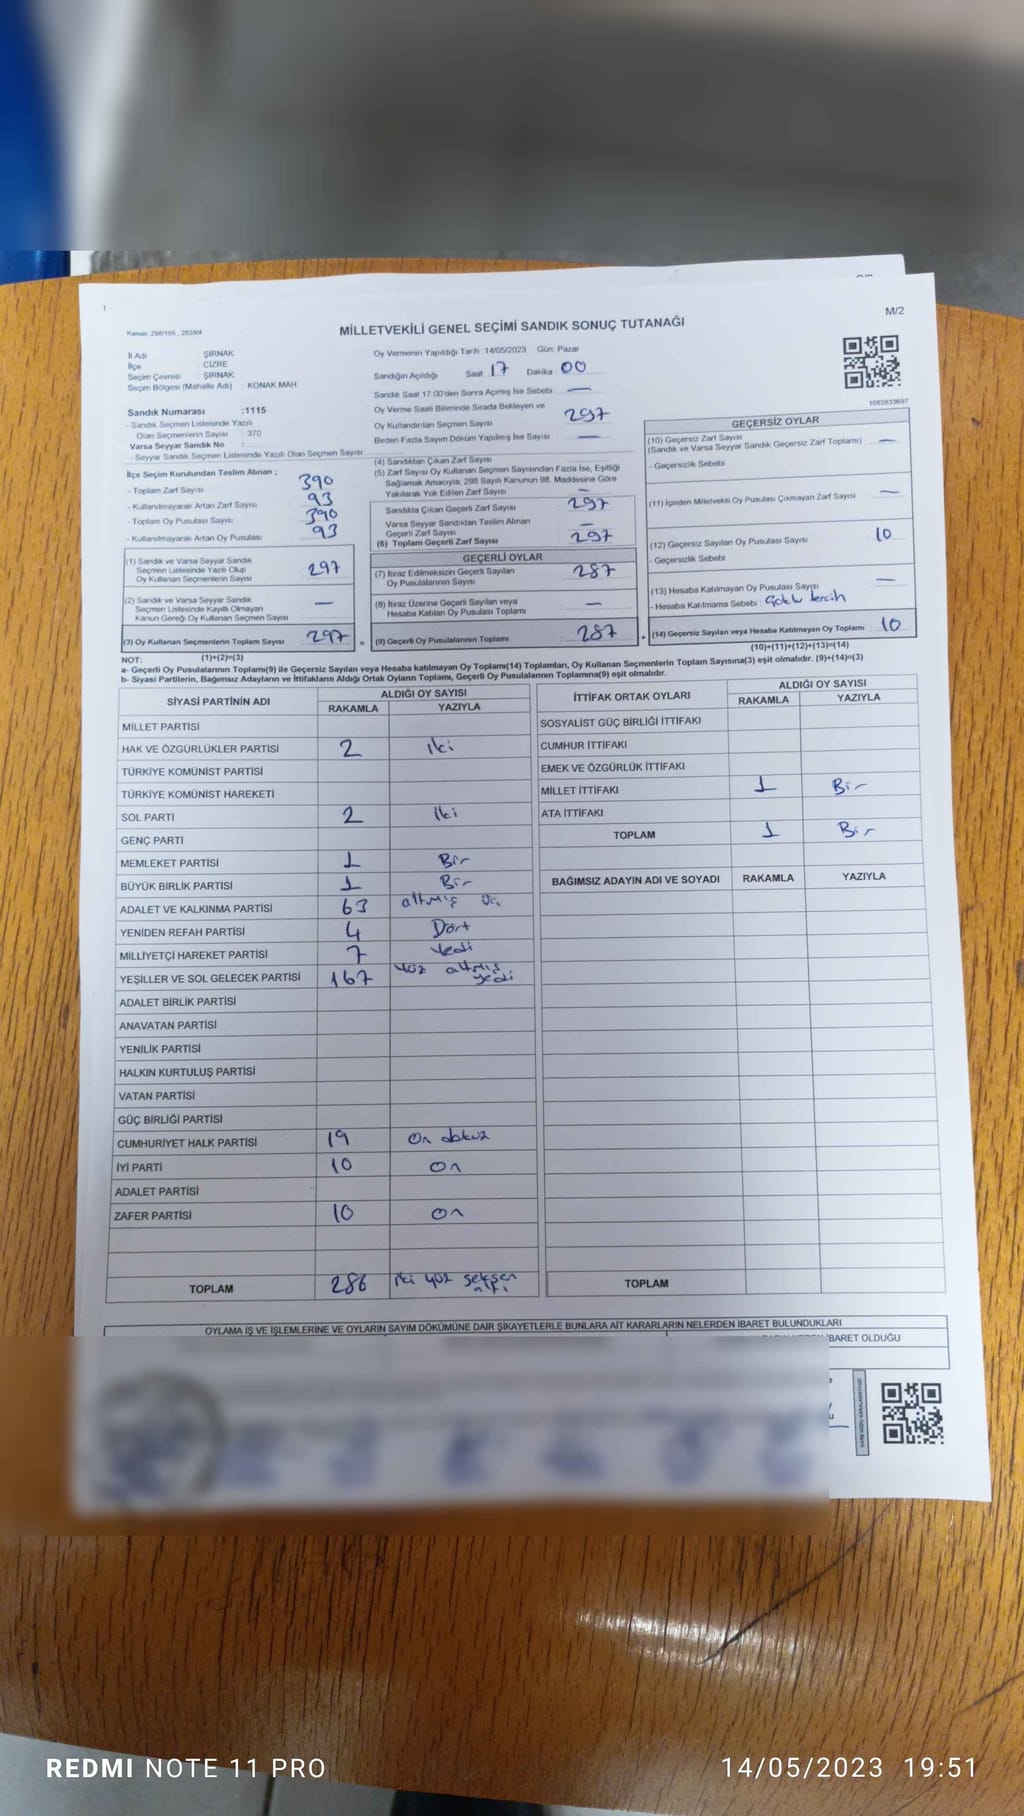 M/2
Kanun: 298/105 , 2839/4
MİLLETVEKİLİ GENEL SEÇİMİ SANDIK SONUÇ TUTANAĞI
İl Adı : ŞIRNAK
İlçe : CİZRE
Seçim Çevresi : ŞIRNAK
Seçim Bölgesi (Mahalle Adı) : KONAK MAH.
Sandık Numarası :1115
- Sandık Seçmen Listesinde Yazılı
Olan Seçmenlerin Sayısı : 370
Varsa Seyyar Sandık No :
- Seyyar Sandık Seçmen Listesinde Yazılı Olan Seçmen Sayısı :
İlçe Seçim Kurulundan Teslim Alınan ;
- Toplam Zarf Sayısı 390
- Kullanılmayarak Artan Zarf Sayısı 93
- Toplam Oy Pusulası Sayısı 390
- Kullanılmayarak Artan Oy Pusulası 93
(1) Sandık ve Varsa Seyyar Sandık
Seçmen Listesinde Yazılı Olup
Oy Kullanan Seçmenlerin Sayısı 297
(2) Sandık ve Varsa Seyyar Sandık
Seçmen Listesinde Kayıtlı Olmayan
Kanun Gereği Oy Kullanan Seçmen Sayısı —
(3) Oy Kullanan Seçmenlerin Toplam Sayısı 297 =
(1)+(2)=(3)
Oy Vermenin Yapıldığı Tarih :14/05/2023 Gün: Pazar
Sandığın Açıldığı Saat : 17 Dakika : 00
Sandık Saat 17:00'den Sonra Açılmış İse Sebebi : —
Oy Verme Saati Bitiminde Sırada Bekleyen ve
Oy Kullandırılan Seçmen Sayısı 297
Birden Fazla Sayım Döküm Yapılmış İse Sayısı —
(4) Sandıktan Çıkan Zarf Sayısı
(5) Zarf Sayısı Oy Kullanan Seçmen Sayısından Fazla İse, Eşitliği
Sağlamak Amacıyla, 298 Sayılı Kanunun 98. Maddesine Göre
Yakılarak Yok Edilen Zarf Sayısı —
Sandıkta Çıkan Geçerli Zarf Sayısı 297
Varsa Seyyar Sandıktan Teslim Alınan
Geçerli Zarf Sayısı —
(6) Toplam Geçerli Zarf Sayısı 297
GEÇERLİ OYLAR
(7) İtiraz Edilmeksizin Geçerli Sayılan
Oy Pusulalarının Sayısı 287
(8) İtiraz Üzerine Geçerli Sayılan veya
Hesaba Katılan Oy Pusulası Toplamı —
(9) Geçerli Oy Pusulalarının Toplamı 287 +
1083833697
GEÇERSİZ OYLAR
(10) Geçersiz Zarf Sayısı
(Sandık ve Varsa Seyyar Sandık Geçersiz Zarf Toplamı) : —
- Geçersizlik Sebebi
(11) İçinden Milletvekili Oy Pusulası Çıkmayan Zarf Sayısı : —
(12) Geçersiz Sayılan Oy Pusulası Sayısı : 10
- Geçersizlik Sebebi
(13) Hesaba Katılmayan Oy Pusulası Sayısı : —
- Hesaba Katılmama Sebebi : Çoklu tercih
(14) Geçersiz Sayılan veya Hesaba Katılmayan Oy Toplamı : 10
(10)+(11)+(12)+(13)=(14)
NOT:
a- Geçerli Oy Pusulalarının Toplamı(9) ile Geçersiz Sayılan veya Hesaba katılmayan Oy Toplamı(14) Toplamları, Oy Kullanan Seçmenlerin Toplam Sayısına(3) eşit olmalıdır. (9)+(14)=(3)
b- Siyasi Partilerin, Bağımsız Adayların ve İttifakların Aldığı Ortak Oyların Toplamı, Geçerli Oy Pusulalarının Toplamına(9) eşit olmalıdır.
SİYASİ PARTİNİN ADI ALDIĞI OY SAYISI
RAKAMLA YAZIYLA
MİLLET PARTİSİ
HAK VE ÖZGÜRLÜKLER PARTİSİ 2 iki
TÜRKİYE KOMÜNİST PARTİSİ
TÜRKİYE KOMÜNİST HAREKETİ
SOL PARTİ 2 iki
GENÇ PARTİ
MEMLEKET PARTİSİ 1 Bir
BÜYÜK BİRLİK PARTİSİ 1 Bir
ADALET VE KALKINMA PARTİSİ 63 altmış üç
YENİDEN REFAH PARTİSİ 4 Dört
MİLLİYETÇİ HAREKET PARTİSİ 7 Yedi
YEŞİLLER VE SOL GELECEK PARTİSİ 167 Yüz altmış yedi
ADALET BİRLİK PARTİSİ
ANAVATAN PARTİSİ
YENİLİK PARTİSİ
HALKIN KURTULUŞ PARTİSİ
VATAN PARTİSİ
GÜÇ BİRLİĞİ PARTİSİ
CUMHURİYET HALK PARTİSİ 19 On dokuz
İYİ PARTİ 10 On
ADALET PARTİSİ
ZAFER PARTİSİ 10 On
TOPLAM 286 iki yüz seksen altı
İTTİFAK ORTAK OYLARI ALDIĞI OY SAYISI
RAKAMLA YAZIYLA
SOSYALİST GÜÇ BİRLİĞİ İTTİFAKI
CUMHUR İTTİFAKI
EMEK VE ÖZGÜRLÜK İTTİFAKI
MİLLET İTTİFAKI 1 Bir
ATA İTTİFAKI
TOPLAM 1 Bir
BAĞIMSIZ ADAYIN ADI VE SOYADI RAKAMLA YAZIYLA
TOPLAM
OYLAMA İŞ VE İŞLEMLERİNE VE OYLARIN SAYIM DÖKÜMÜNE DAİR ŞİKAYETLERLE BUNLARA AİT KARARLARIN NELERDEN İBARET BULUNDUKLARI
İBARET OLDUĞU
REDMI NOTE 11 PRO
14/05/2023 19:51